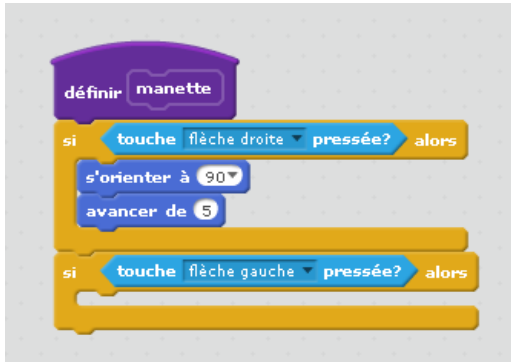 définir manette
si touche flèche droite pressée? alors
s'orienter à 90
avancer de 5
si touche flèche gauche pressée? alors